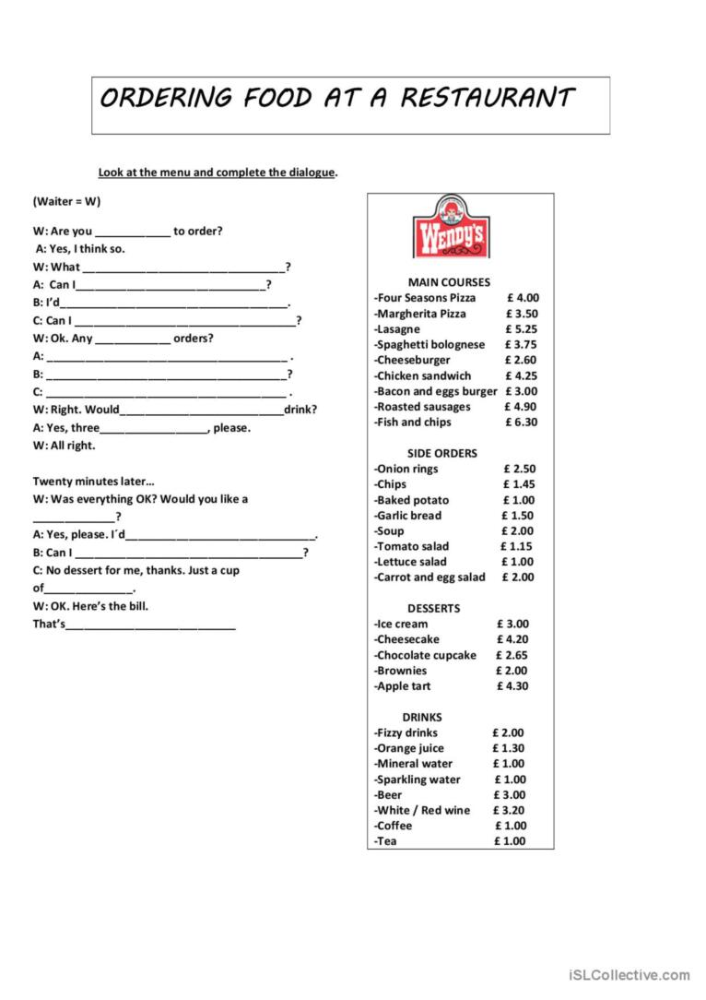 ORDERING FOOD AT A RESTAURANT
Look at the menu and complete the dialogue.
(Waiter = W)
W: Are you ____________ to order?
A: Yes, I think so.
W: What ________________________________?
A: Can I______________________________?
B: I’d____________________________________.
C: Can I ___________________________________?
W: Ok. Any ____________ orders?
A: ______________________________________ .
B: ______________________________________?
C: ______________________________________ .
W: Right. Would__________________________drink?
A: Yes, three_________________, please.
W: All right.
Twenty minutes later…
W: Was everything OK? Would you like a
_____________?
A: Yes, please. I´d______________________________.
B: Can I ____________________________________?
C: No dessert for me, thanks. Just a cup
of______________.
W: OK. Here’s the bill.
That’s___________________________
WENDY'S
MAIN COURSES
-Four Seasons Pizza £ 4.00
-Margherita Pizza £ 3.50
-Lasagne £ 5.25
-Spaghetti bolognese £ 3.75
-Cheeseburger £ 2.60
-Chicken sandwich £ 4.25
-Bacon and eggs burger £ 3.00
-Roasted sausages £ 4.90
-Fish and chips £ 6.30
SIDE ORDERS
-Onion rings £ 2.50
-Chips £ 1.45
-Baked potato £ 1.00
-Garlic bread £ 1.50
-Soup £ 2.00
-Tomato salad £ 1.15
-Lettuce salad £ 1.00
-Carrot and egg salad £ 2.00
DESSERTS
-Ice cream £ 3.00
-Cheesecake £ 4.20
-Chocolate cupcake £ 2.65
-Brownies £ 2.00
-Apple tart £ 4.30
DRINKS
-Fizzy drinks £ 2.00
-Orange juice £ 1.30
-Mineral water £ 1.00
-Sparkling water £ 1.00
-Beer £ 3.00
-White / Red wine £ 3.20
-Coffee £ 1.00
-Tea £ 1.00
iSLCollective.com